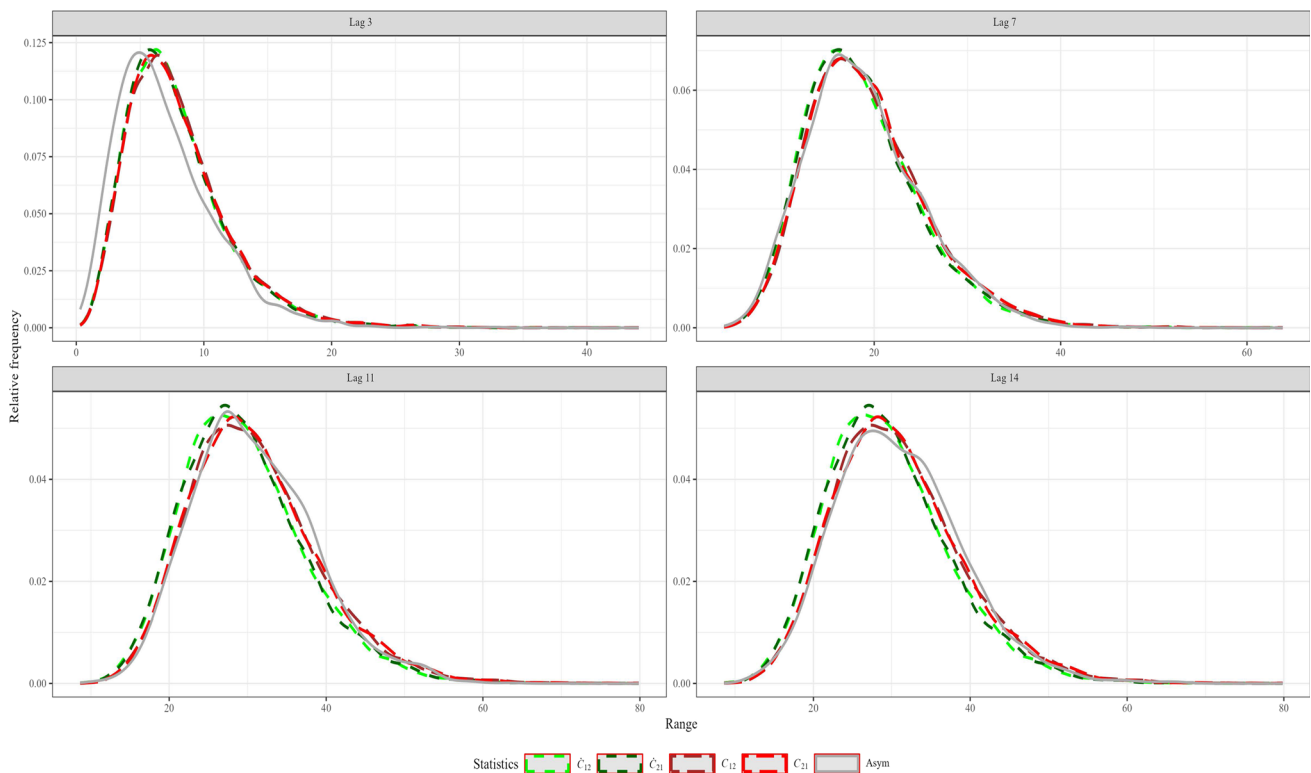 Lag 3
Lag 7
0.125
0.100
0.075
0.050
0.025
0.000
0 10 20 30 40
0.06
0.04
0.02
0.00
20 40 60
Relative frequency
Lag 11
Lag 14
0.04
0.02
0.00
20 40 60 80
0.04
0.02
0.00
20 40 60 80
Range
Statistics Ċ₁₂ Ċ₂₁ C₁₂ C₂₁ Asym